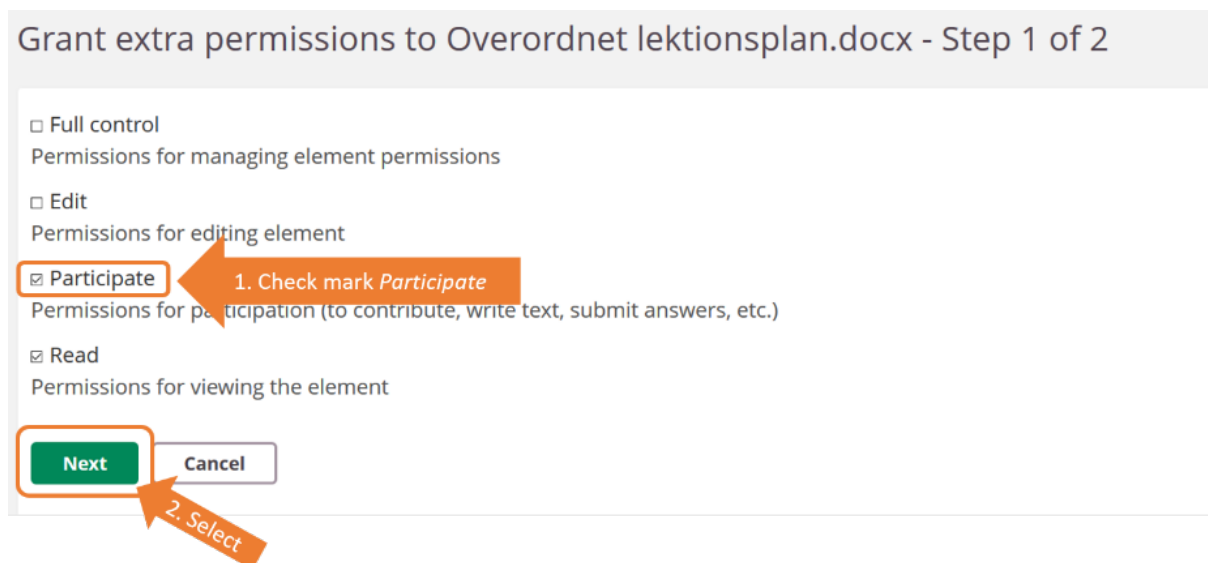 Grant extra permissions to Overordnet lektionsplan.docx - Step 1 of 2
Full control
Permissions for managing element permissions
Edit
Permissions for editing element
Participate
1. Check mark Participate
Permissions for participation (to contribute, write text, submit answers, etc.)
Read
Permissions for viewing the element
Next
Cancel
2. Select